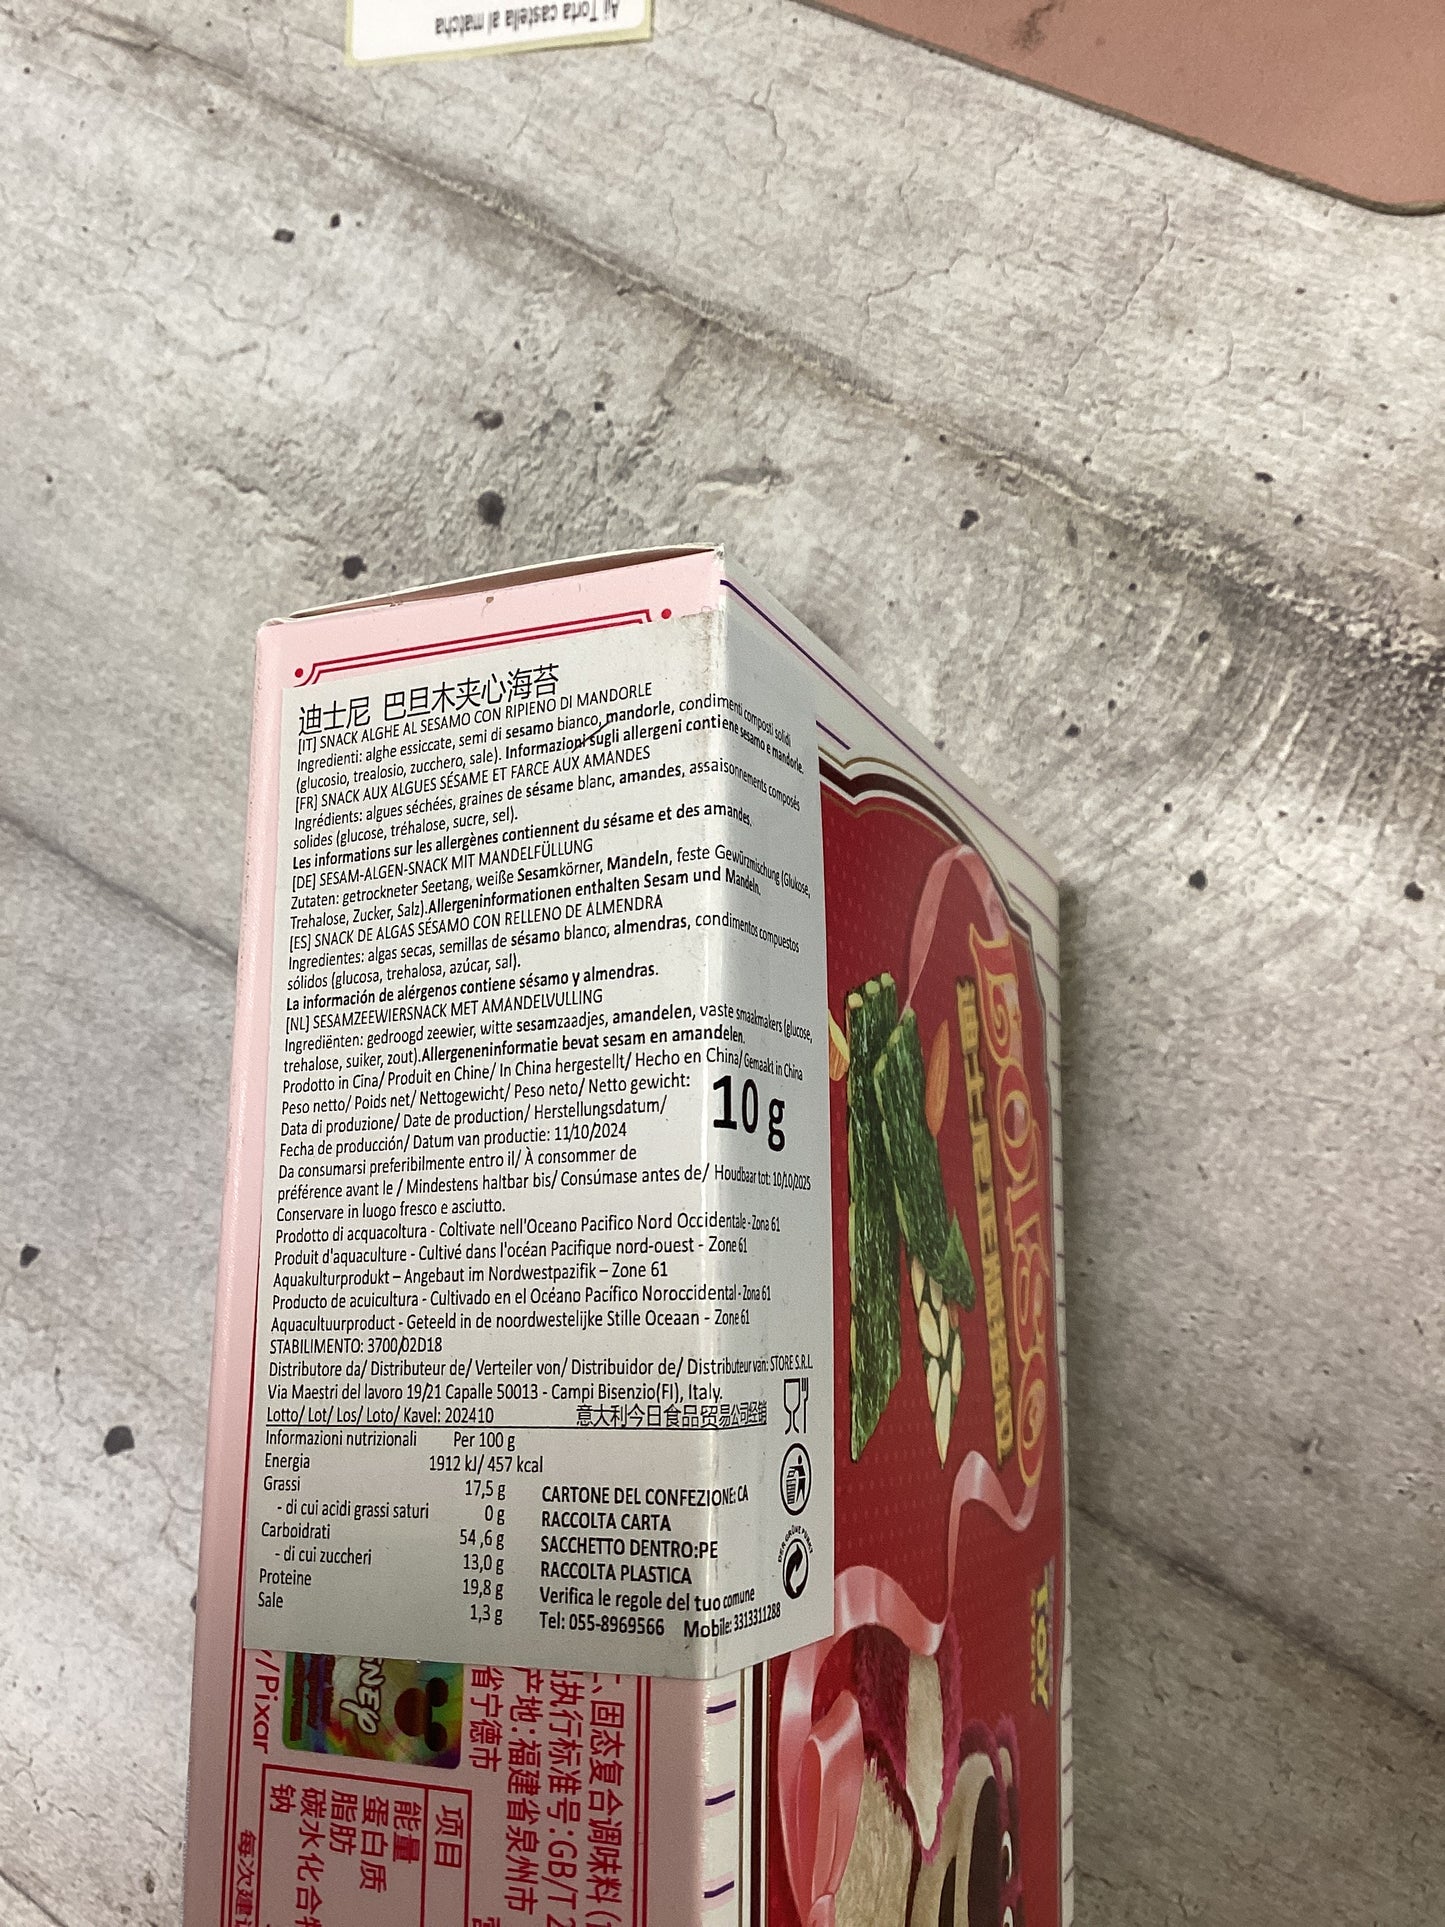 Aji Torta castella al matcha
迪士尼 巴旦木夹心海苔
[IT] SNACK ALGHE AL SESAMO CON RIPIENO DI MANDORLE
Ingredienti: alghe essiccate, semi di sesamo bianco, mandorle, condimenti composti solidi
(glucosio, trealosio, zucchero, sale). Informazioni sugli allergeni contiene sesamo e mandorle.
[FR] SNACK AUX ALGUES SÉSAME ET FARCE AUX AMANDES
Ingrédients: algues séchées, graines de sésame blanc, amandes, assaisonnements composés
solides (glucose, tréhalose, sucre, sel).
Les informations sur les allergènes contiennent du sésame et des amandes.
[DE] SESAM-ALGEN-SNACK MIT MANDELFÜLLUNG
Zutaten: getrockneter Seetang, weiße Sesamkörner, Mandeln, feste Gewürzmischung (Glukose,
Trehalose, Zucker, Salz).Allergeninformationen enthalten Sesam und Mandeln.
[ES] SNACK DE ALGAS SÉSAMO CON RELLENO DE ALMENDRA
Ingredientes: algas secas, semillas de sésamo blanco, almendras, condimentos compuestos
sólidos (glucosa, trehalosa, azúcar, sal).
La información de alérgenos contiene sésamo y almendras.
[NL] SESAMZEEWIERSNACK MET AMANDELVULLING
Ingrediënten: gedroogd zeewier, witte sesamzaadjes, amandelen, vaste smaakmakers (glucose,
trehalose, suiker, zout).Allergeneninformatie bevat sesam en amandelen.
Prodotto in Cina/ Produit en Chine/ In China hergestellt/ Hecho en China/ Gemaakt in China
Peso netto/ Poids net/ Nettogewicht/ Peso neto/ Netto gewicht: 10 g
Data di produzione/ Date de production/ Herstellungsdatum/
Fecha de producción/ Datum van productie: 11/10/2024
Da consumarsi preferibilmente entro il/ À consommer de
préférence avant le / Mindestens haltbar bis/ Consúmase antes de/ Houdbaar tot: 10/10/2025
Conservare in luogo fresco e asciutto.
Prodotto di acquacoltura - Coltivate nell'Oceano Pacifico Nord Occidentale - Zona 61
Produit d'aquaculture - Cultivé dans l'océan Pacifique nord-ouest - Zone 61
Aquakulturprodukt – Angebaut im Nordwestpazifik – Zone 61
Producto de acuicultura - Cultivado en el Océano Pacífico Noroccidental - Zona 61
Aquacultuurproduct - Geteeld in de noordwestelijke Stille Oceaan - Zone 61
STABILIMENTO: 3700/02D18
Distributore da/ Distributeur de/ Verteiler von/ Distribuidor de/ Distributeur van: STORE S.R.L
Via Maestri del lavoro 19/21 Capalle 50013 - Campi Bisenzio(FI), Italy.
Lotto/ Lot/ Los/ Loto/ Kavel: 202410 意大利今日食品贸易公司经销
Informazioni nutrizionali Per 100 g
Energia 1912 kJ/ 457 kcal
Grassi 17,5 g
- di cui acidi grassi saturi 0 g
Carboidrati 54 ,6 g
- di cui zuccheri 13,0 g
Proteine 19,8 g
Sale 1,3 g
CARTONE DEL CONFEZIONE: CA
RACCOLTA CARTA
SACCHETTO DENTRO:PE
RACCOLTA PLASTICA
Verifica le regole del tuo comune
Tel: 055-8969566 Mobile: 3313311288
DER GRÜNE PUNKT
/Pixar
、固态复合调味料(
执行标准号:GB/T 2
产地:福建省泉州市
省宁德市
项目
能量
蛋白质
脂肪
碳水化合
钠
每次建
TOY